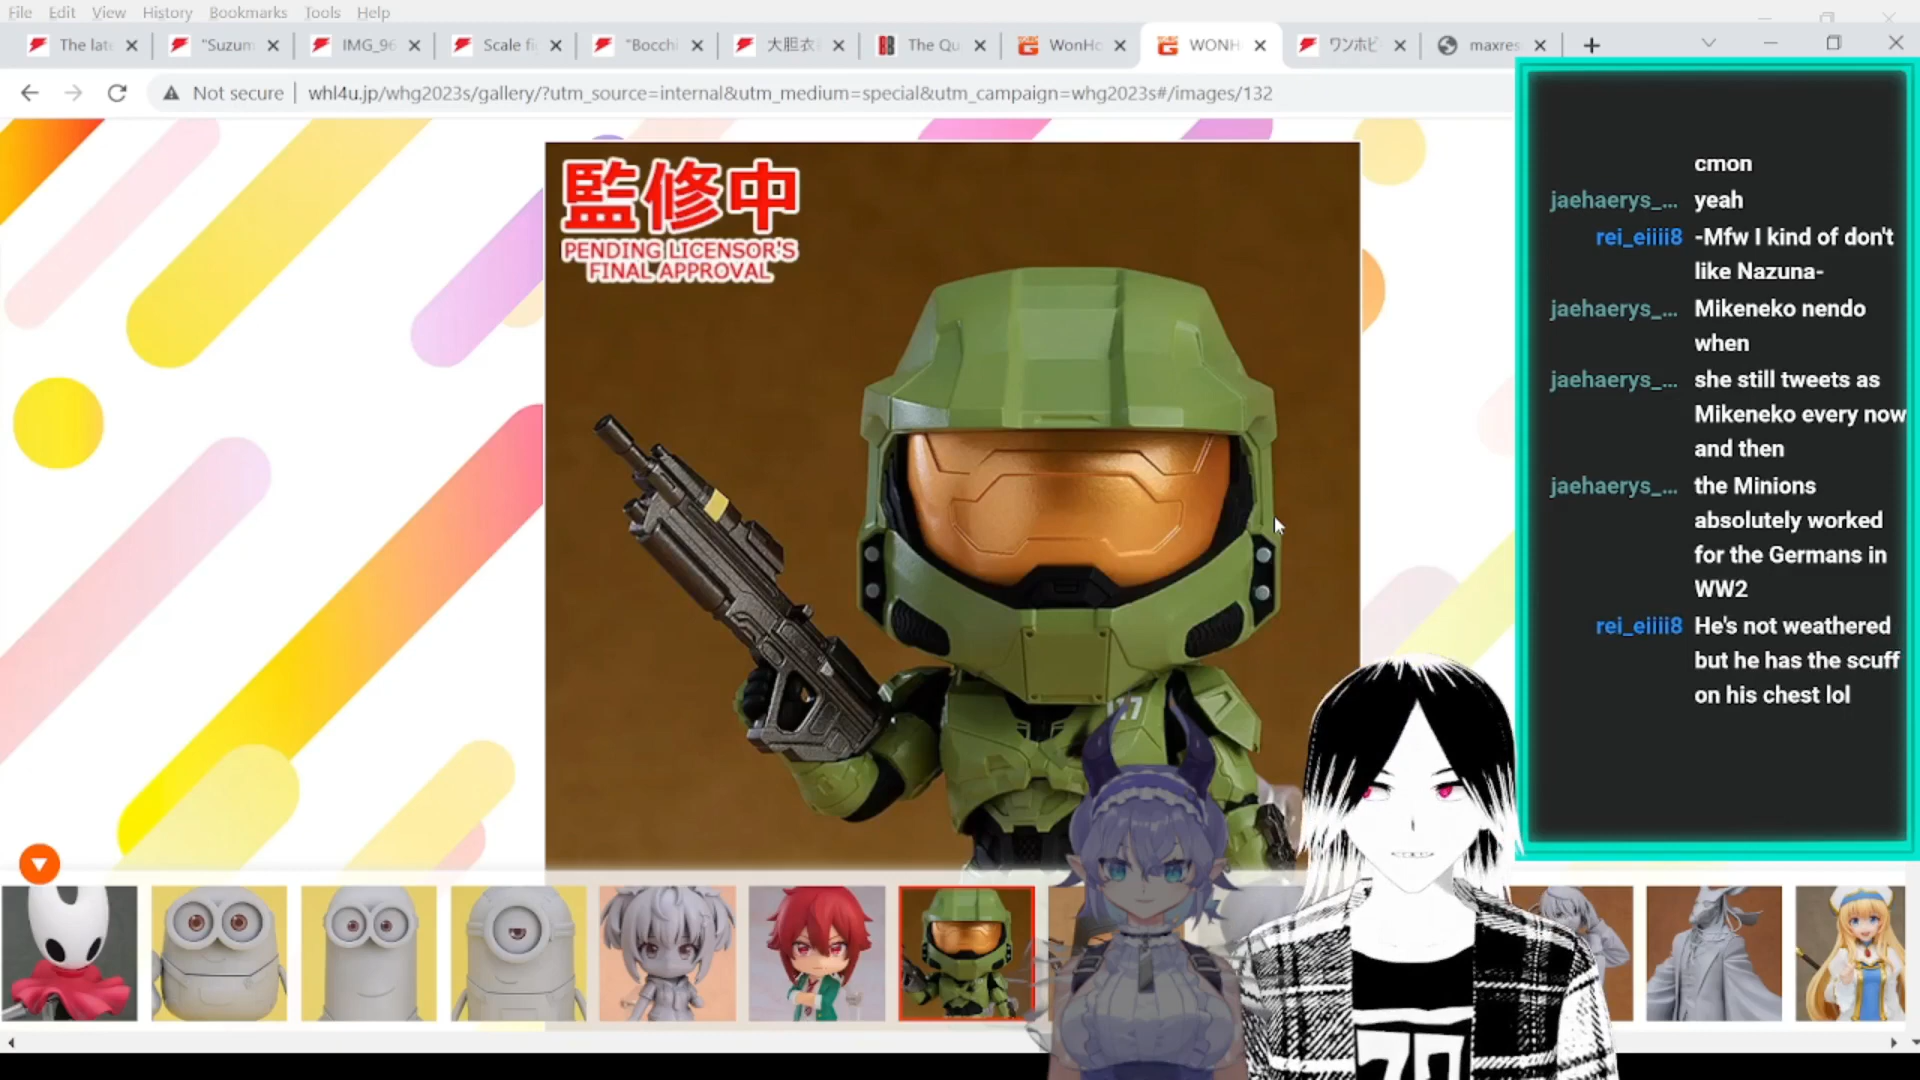 File Edit View History Bookmarks Tools Help
The late "Suzum IMG_96 Scale fi "Bocchi 大胆衣 The Qu WonHo WONH ワンホビ maxres
Not secure whl4u.jp/whg2023s/gallery/?utm_source=internal&utm_medium=special&utm_campaign=whg2023s#/images/132
監修中
PENDING LICENSOR'S
FINAL APPROVAL
117
cmon
jaehaerys_... yeah
rei_eiiii8 -Mfw I kind of don't
like Nazuna-
jaehaerys_... Mikeneko nendo
when
jaehaerys_... she still tweets as
Mikeneko every now
and then
jaehaerys_... the Minions
absolutely worked
for the Germans in
WW2
rei_eiiii8 He's not weathered
but he has the scuff
on his chest lol